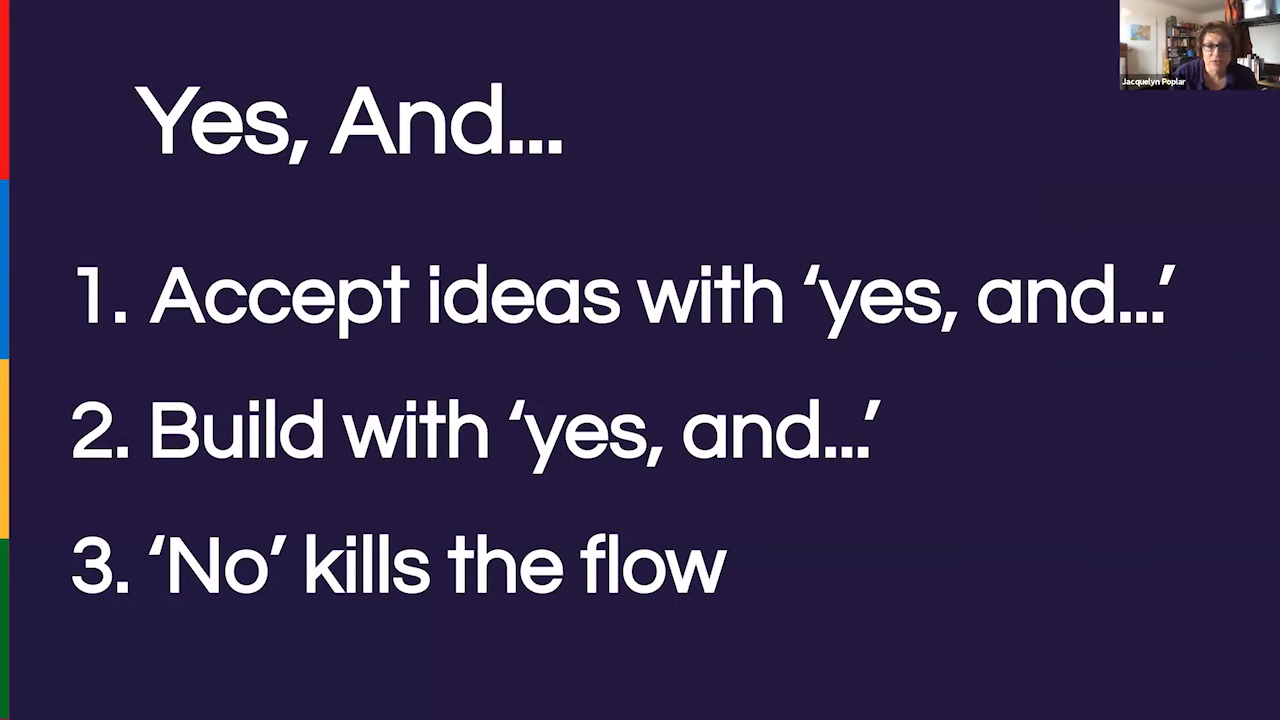 Yes, And...
1. Accept ideas with ‘yes, and...’
2. Build with ‘yes, and...’
3. ‘No’ kills the flow
Jacquelyn Poplar